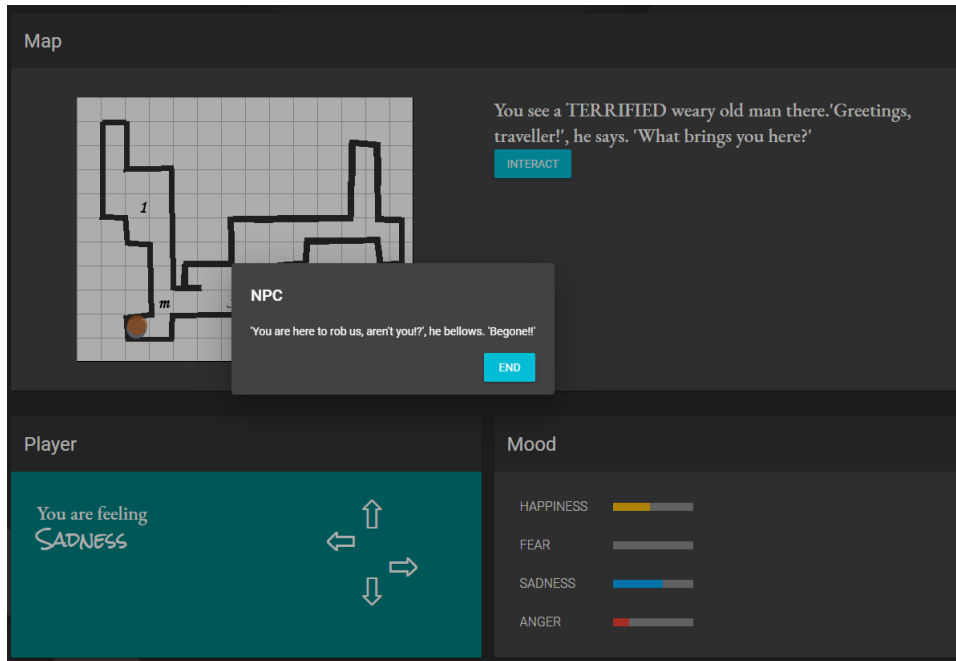 Map
You see a TERRIFIED weary old man there.'Greetings,
traveller!', he says. 'What brings you here?'
INTERACT
1
m
NPC
'You are here to rob us, aren't you!?', he bellows. 'Begone!!'
END
Player
You are feeling
SADNESS
Mood
HAPPINESS
FEAR
SADNESS
ANGER